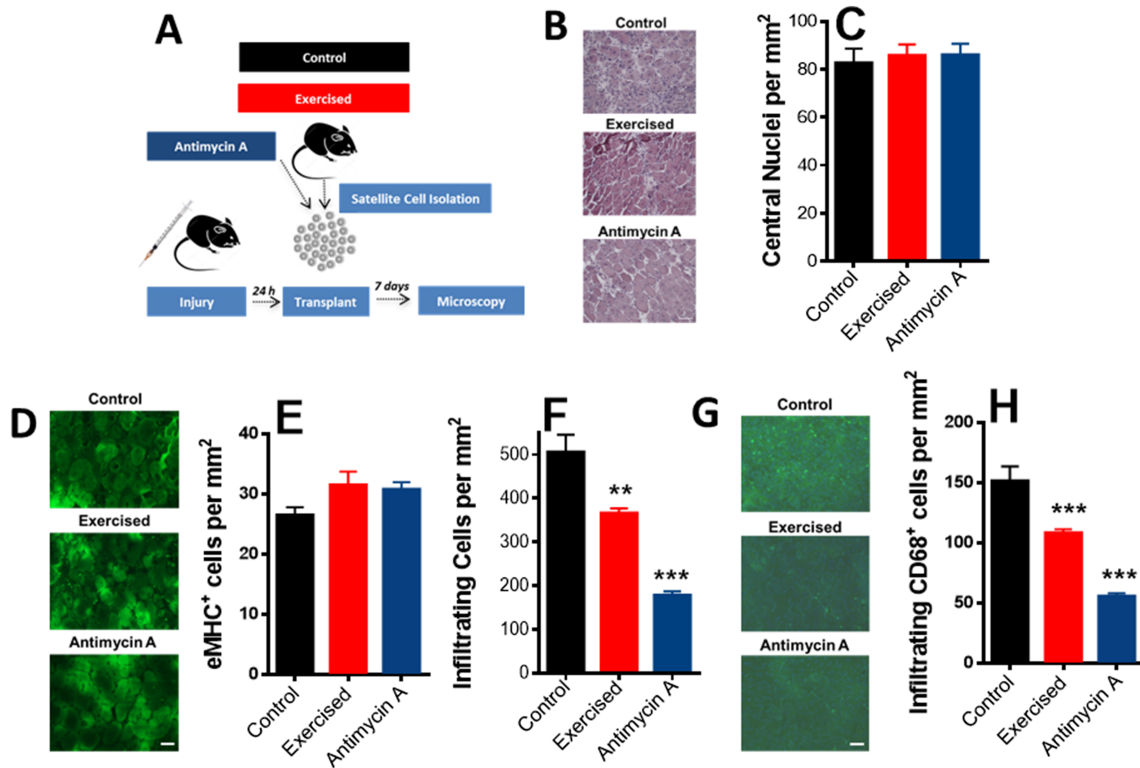 A
Control
Exercised
Antimycin A
Satellite Cell Isolation
Injury
24 h
Transplant
7 days
Microscopy
B
Control
Exercised
Antimycin A
C
Central Nuclei per mm²
100
80
60
40
20
0
Control
Exercised
Antimycin A
D
Control
Exercised
Antimycin A
E
eMHC⁺ cells per mm²
40
30
20
10
0
Control
Exercised
Antimycin A
F
Infiltrating Cells per mm²
500
400
300
200
100
0
**
***
Control
Exercised
Antimycin A
G
Control
Exercised
Antimycin A
H
Infiltrating CD68⁺ cells per mm²
200
150
100
50
0
***
***
Control
Exercised
Antimycin A